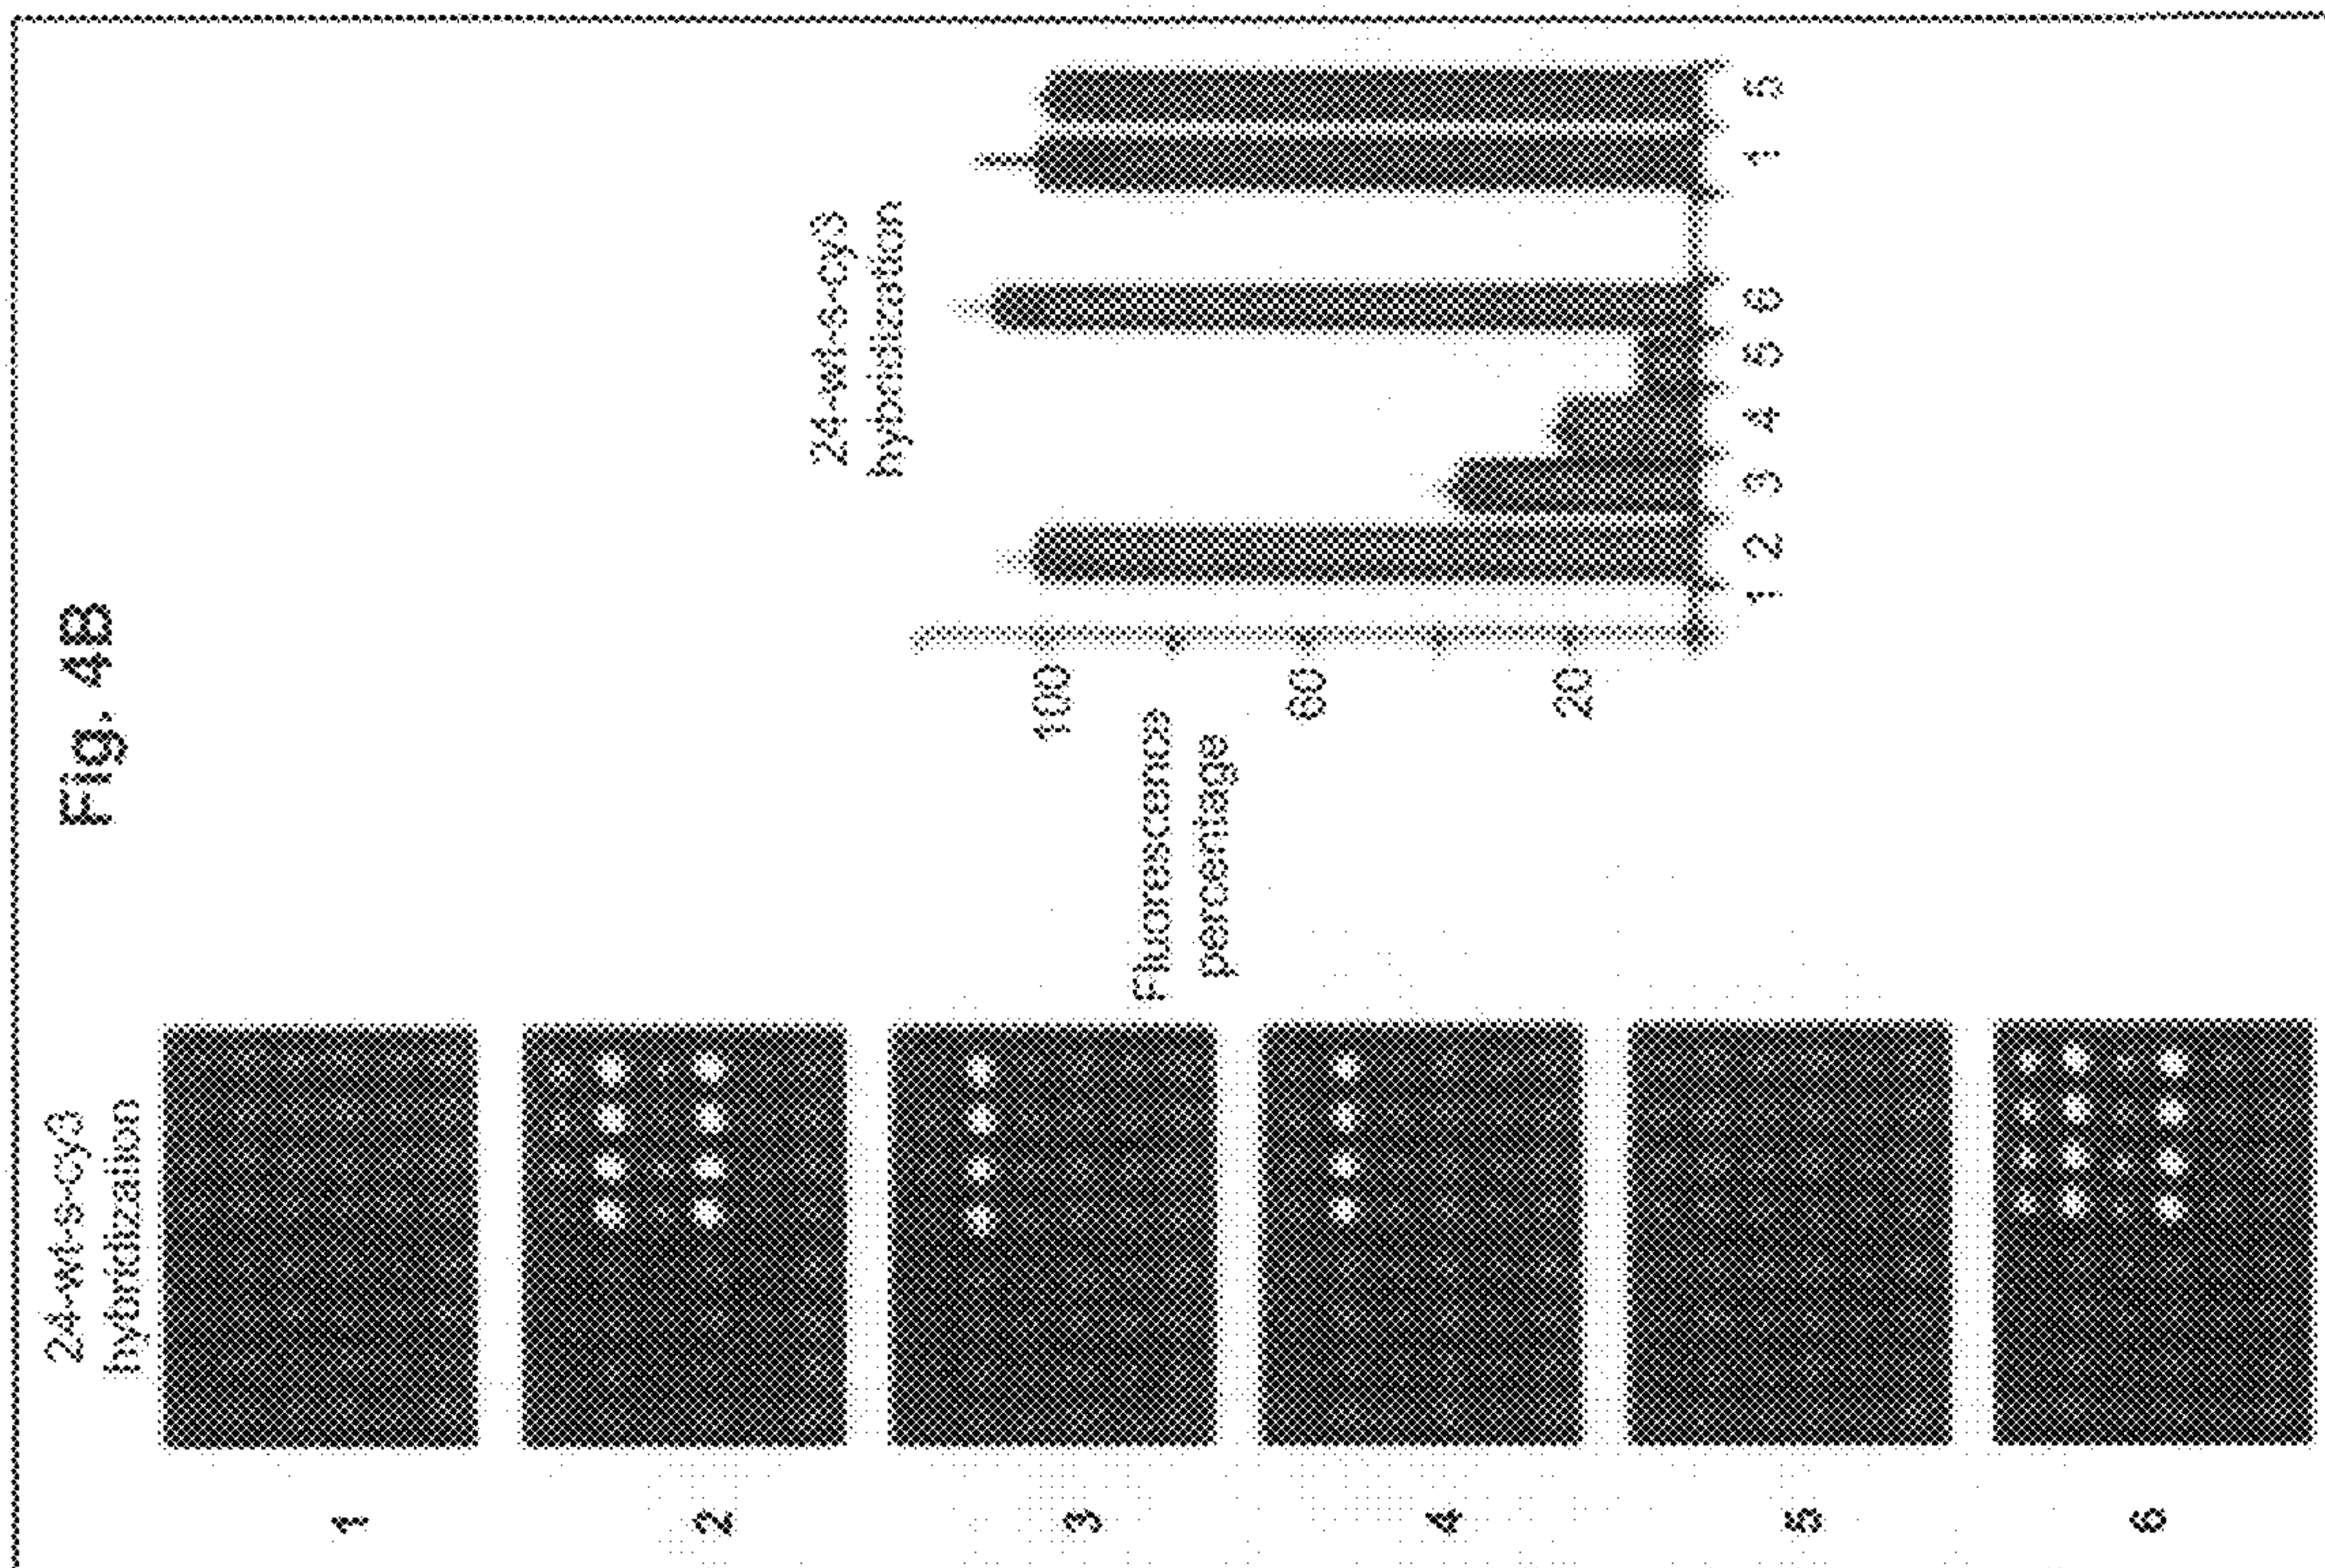 24-wt-s-cy3
hybridization
Fig. 4B
1
2
3
4
5
6
24-wt-s-cy3
hybridization
Fluorescence
percentage
100
60
20
1 2 3 4 5 6 1 5